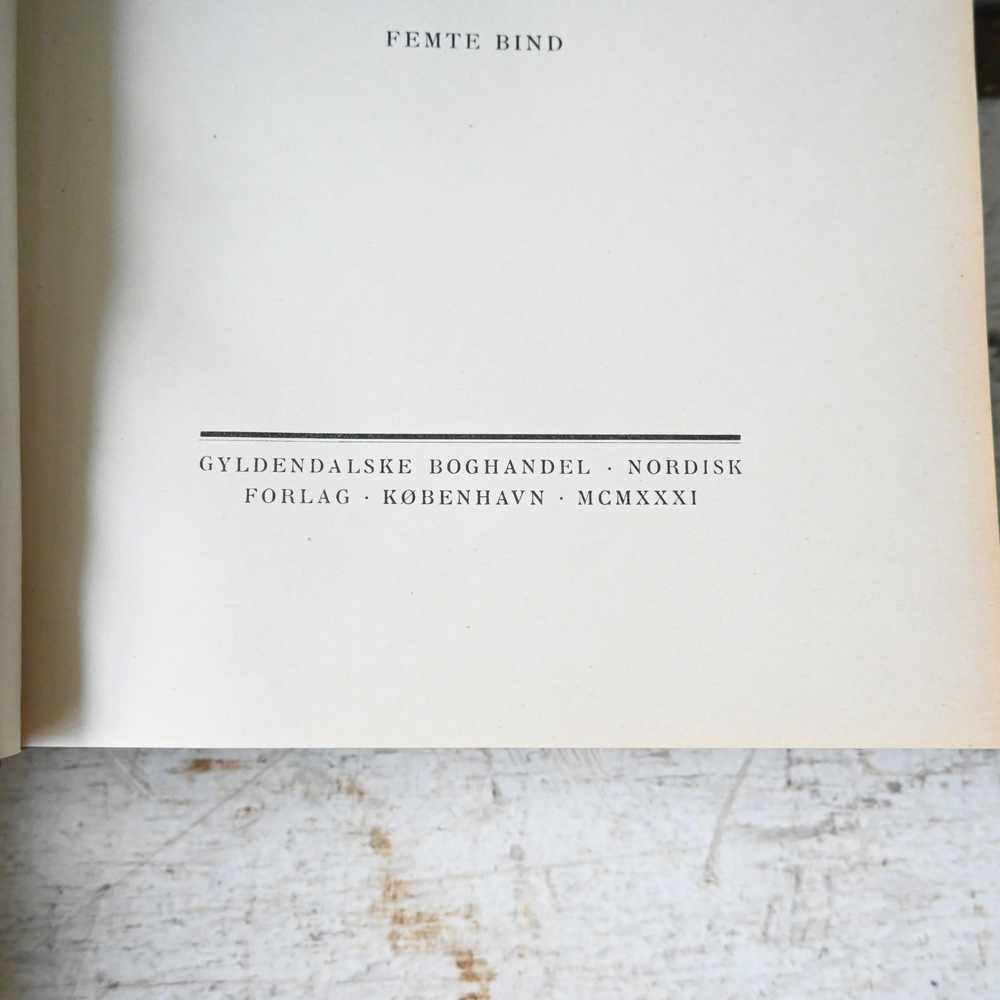 FEMTE BIND
GYLDENDALSKE BOGHANDEL · NORDISK
FORLAG · KØBENHAVN · MCMXXXI